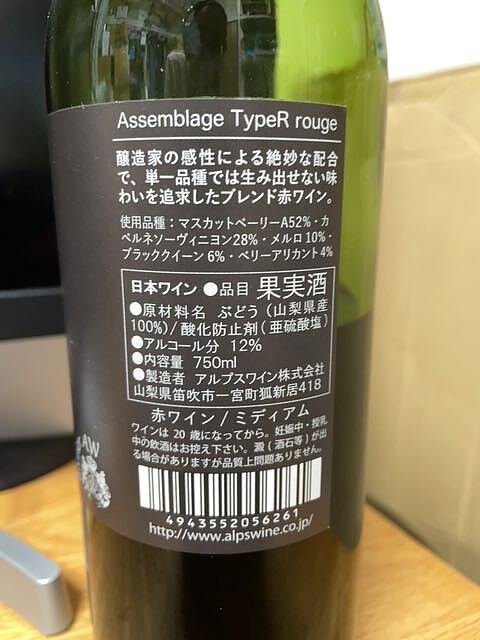 Assemblage TypeR rouge
醸造家の感性による絶妙な配合
で、単一品種では生み出せない味
わいを追求したブレンド赤ワイン。
使用品種：マスカットベーリーA52%・カ
ベルネソーヴィニヨン28%・メルロ10%・
ブラッククイーン6%・ベリーアリカント4%
日本ワイン ●品目 果実酒
●原材料名 ぶどう（山梨県産
100%）/酸化防止剤（亜硫酸塩）
●アルコール分 12%
●内容量 750ml
●製造者 アルプスワイン株式会社
山梨県笛吹市一宮町狐新居418
赤ワイン / ミディアム
ワインは 20 歳になってから。妊娠中・授乳
中の飲酒はお控え下さい。澱（酒石等）が出
る場合がありますが品質上問題ありません。
4943552056261
http://www.alpswine.co.jp/
AW